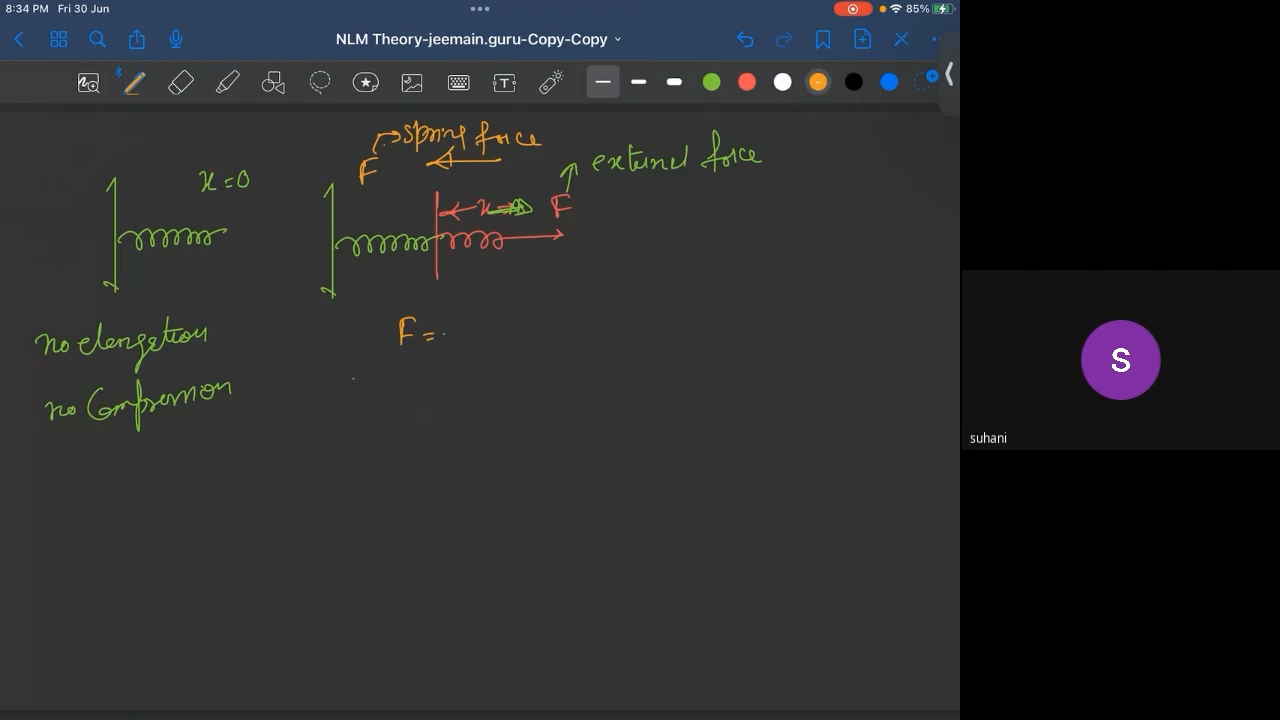 8:34 PM Fri 30 Jun
85%
NLM Theory-jeemain.guru-Copy-Copy
T
spring force
F
external force
x=0
x
F
no elongation
F =
no Compression
S
suhani